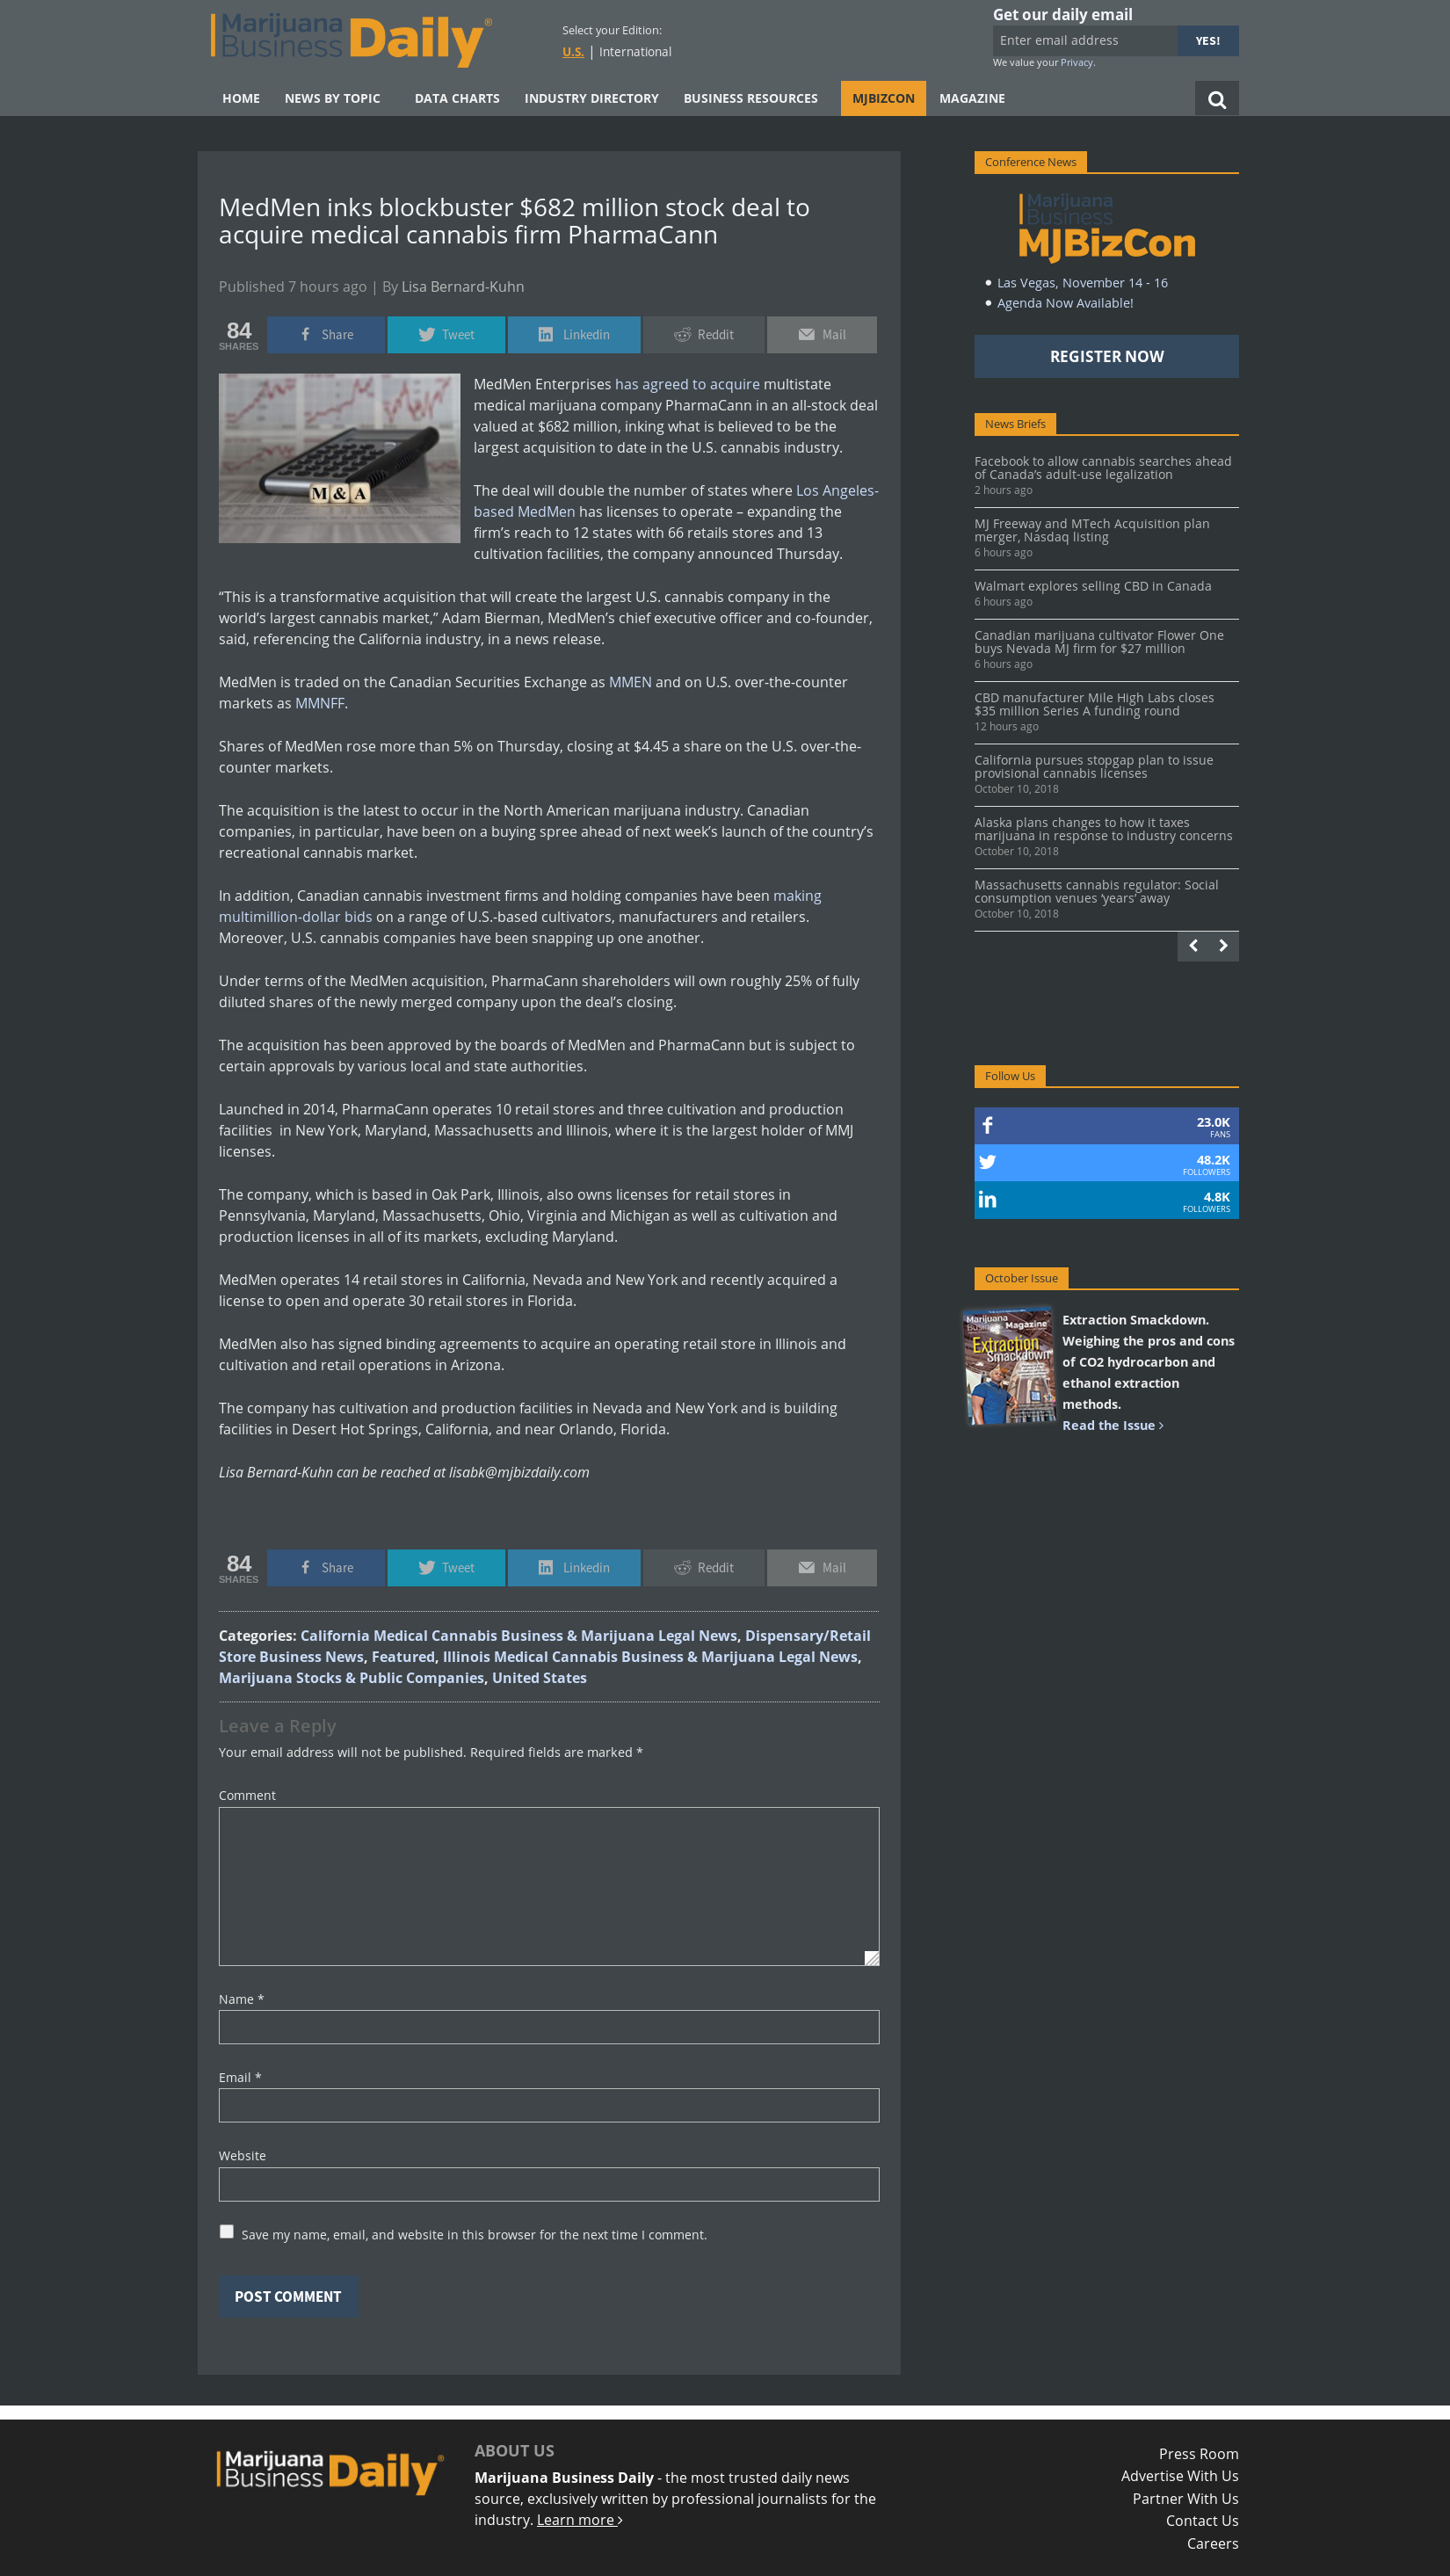 Marijuana
Business Daily®
Select your Edition:
U.S. | International
Get our daily email
Enter email address
YES!
We value your Privacy.
HOME NEWS BY TOPIC DATA CHARTS INDUSTRY DIRECTORY BUSINESS RESOURCES MJBIZCON MAGAZINE
MedMen inks blockbuster $682 million stock deal to
acquire medical cannabis firm PharmaCann
Published 7 hours ago | By Lisa Bernard-Kuhn
84
SHARES
Share Tweet Linkedin Reddit Mail
M&A
MedMen Enterprises has agreed to acquire multistate
medical marijuana company PharmaCann in an all-stock deal
valued at $682 million, inking what is believed to be the
largest acquisition to date in the U.S. cannabis industry.
The deal will double the number of states where Los Angeles-
based MedMen has licenses to operate – expanding the
firm’s reach to 12 states with 66 retails stores and 13
cultivation facilities, the company announced Thursday.
“This is a transformative acquisition that will create the largest U.S. cannabis company in the
world’s largest cannabis market,” Adam Bierman, MedMen’s chief executive officer and co-founder,
said, referencing the California industry, in a news release.
MedMen is traded on the Canadian Securities Exchange as MMEN and on U.S. over-the-counter
markets as MMNFF.
Shares of MedMen rose more than 5% on Thursday, closing at $4.45 a share on the U.S. over-the-
counter markets.
The acquisition is the latest to occur in the North American marijuana industry. Canadian
companies, in particular, have been on a buying spree ahead of next week’s launch of the country’s
recreational cannabis market.
In addition, Canadian cannabis investment firms and holding companies have been making
multimillion-dollar bids on a range of U.S.-based cultivators, manufacturers and retailers.
Moreover, U.S. cannabis companies have been snapping up one another.
Under terms of the MedMen acquisition, PharmaCann shareholders will own roughly 25% of fully
diluted shares of the newly merged company upon the deal’s closing.
The acquisition has been approved by the boards of MedMen and PharmaCann but is subject to
certain approvals by various local and state authorities.
Launched in 2014, PharmaCann operates 10 retail stores and three cultivation and production
facilities in New York, Maryland, Massachusetts and Illinois, where it is the largest holder of MMJ
licenses.
The company, which is based in Oak Park, Illinois, also owns licenses for retail stores in
Pennsylvania, Maryland, Massachusetts, Ohio, Virginia and Michigan as well as cultivation and
production licenses in all of its markets, excluding Maryland.
MedMen operates 14 retail stores in California, Nevada and New York and recently acquired a
license to open and operate 30 retail stores in Florida.
MedMen also has signed binding agreements to acquire an operating retail store in Illinois and
cultivation and retail operations in Arizona.
The company has cultivation and production facilities in Nevada and New York and is building
facilities in Desert Hot Springs, California, and near Orlando, Florida.
Lisa Bernard-Kuhn can be reached at lisabk@mjbizdaily.com
84
SHARES
Share Tweet Linkedin Reddit Mail
Categories: California Medical Cannabis Business & Marijuana Legal News, Dispensary/Retail
Store Business News, Featured, Illinois Medical Cannabis Business & Marijuana Legal News,
Marijuana Stocks & Public Companies, United States
Leave a Reply
Your email address will not be published. Required fields are marked *
Comment
Name *
Email *
Website
Save my name, email, and website in this browser for the next time I comment.
POST COMMENT
Conference News
Marijuana
Business
MJBizCon
Las Vegas, November 14 - 16
Agenda Now Available!
REGISTER NOW
News Briefs
Facebook to allow cannabis searches ahead
of Canada’s adult-use legalization
2 hours ago
MJ Freeway and MTech Acquisition plan
merger, Nasdaq listing
6 hours ago
Walmart explores selling CBD in Canada
6 hours ago
Canadian marijuana cultivator Flower One
buys Nevada MJ firm for $27 million
6 hours ago
CBD manufacturer Mile High Labs closes
$35 million Series A funding round
12 hours ago
California pursues stopgap plan to issue
provisional cannabis licenses
October 10, 2018
Alaska plans changes to how it taxes
marijuana in response to industry concerns
October 10, 2018
Massachusetts cannabis regulator: Social
consumption venues ‘years’ away
October 10, 2018
Follow Us
23.0K
FANS
48.2K
FOLLOWERS
4.8K
FOLLOWERS
October Issue
Marijuana
Business Magazine
Extraction
Smackdown
Extraction Smackdown.
Weighing the pros and cons
of CO2 hydrocarbon and
ethanol extraction
methods.
Read the Issue
Marijuana
Business Daily
ABOUT US
Marijuana Business Daily - the most trusted daily news
source, exclusively written by professional journalists for the
industry. Learn more
Press Room
Advertise With Us
Partner With Us
Contact Us
Careers